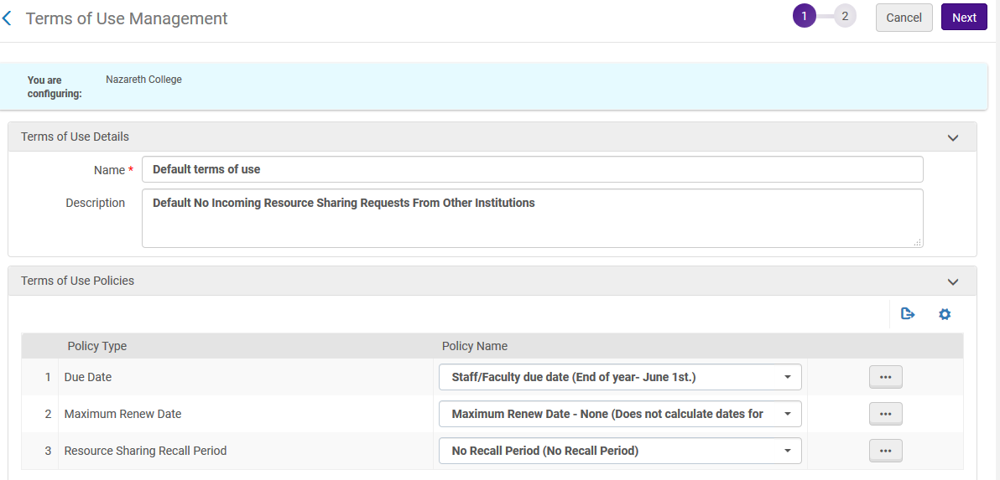 Terms of Use Management
1
2
Cancel
Next
You are configuring:
Nazareth College
Terms of Use Details
Name *
Default terms of use
Description
Default No Incoming Resource Sharing Requests From Other Institutions
Terms of Use Policies
Policy Type
Policy Name
1 Due Date Staff/Faculty due date (End of year- June 1st.)
2 Maximum Renew Date Maximum Renew Date - None (Does not calculate dates for
3 Resource Sharing Recall Period No Recall Period (No Recall Period)